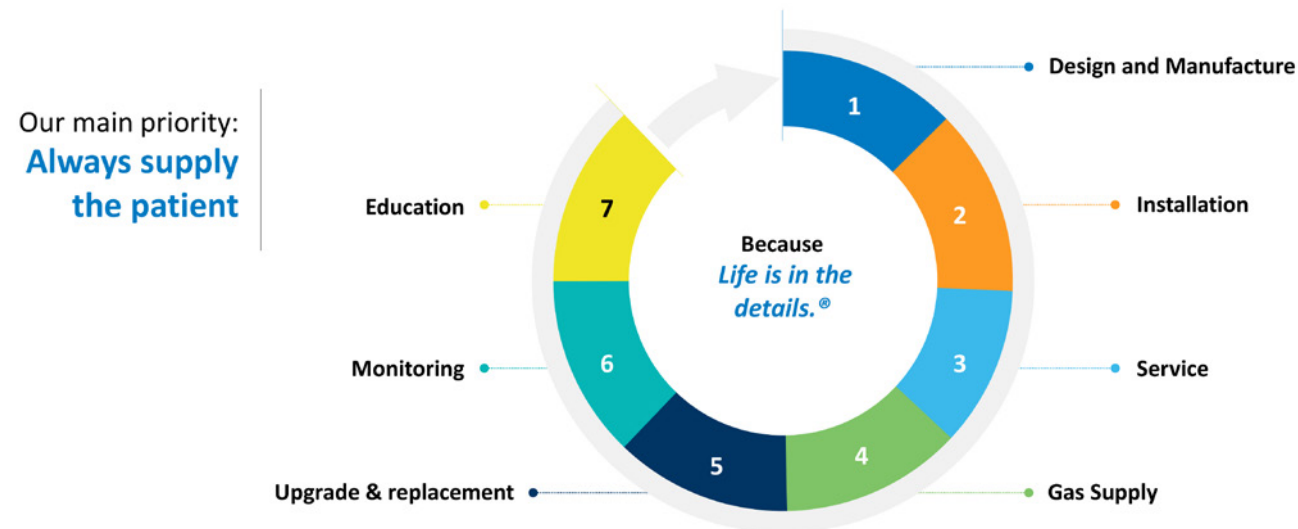 Our main priority:
Always supply
the patient
1
Design and Manufacture
2
Installation
3
Service
4
Gas Supply
5
Upgrade & replacement
6
Monitoring
7
Education
Because
Life is in the
details.®